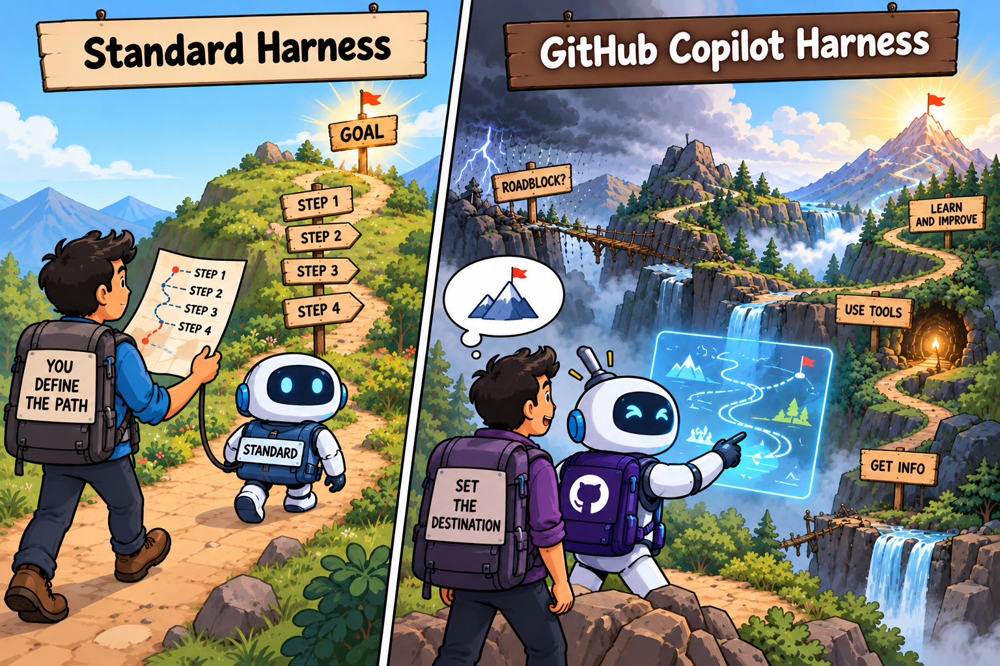 Standard Harness
GOAL
STEP 1
STEP 2
STEP 3
STEP 4
STEP 1
STEP 2
STEP 3
STEP 4
YOU
DEFINE
THE PATH
STANDARD
GitHub Copilot Harness
ROADBLOCK?
LEARN
AND IMPROVE
USE TOOLS
GET INFO
SET
THE
DESTINATION